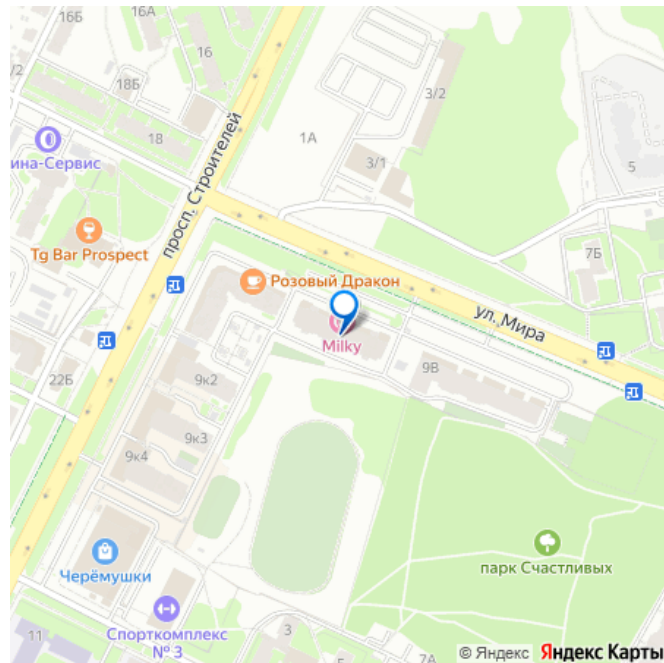 16Б
16А
16
/2
18Б
3/2
18
1А
3/1
5
ина-Сервис
просп. Строителей
Tg Bar Prospect
7Б
Розовый Дракон
ул. Мира
Milky
9В
22Б
9к2
9к3
9к4
Черёмушки
парк Счастливых
Спорткомплекс
№ 3
11
3
7А
© Яндекс Яндекс Карты